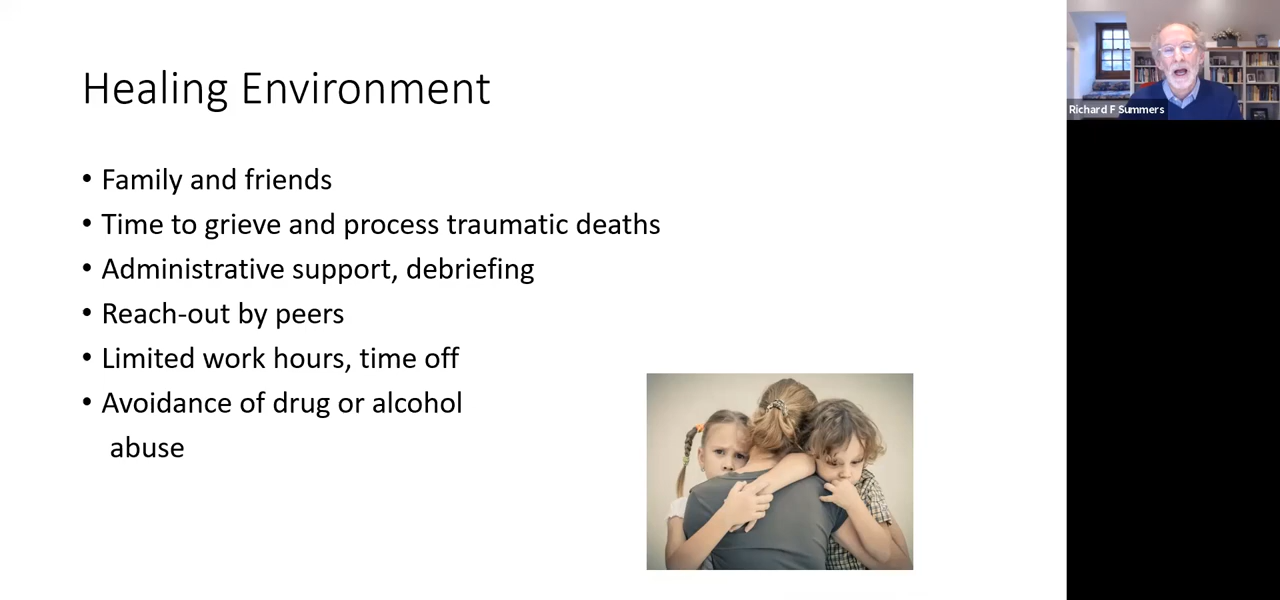 Healing Environment
• Family and friends
• Time to grieve and process traumatic deaths
• Administrative support, debriefing
• Reach-out by peers
• Limited work hours, time off
• Avoidance of drug or alcohol
abuse
Richard F Summers